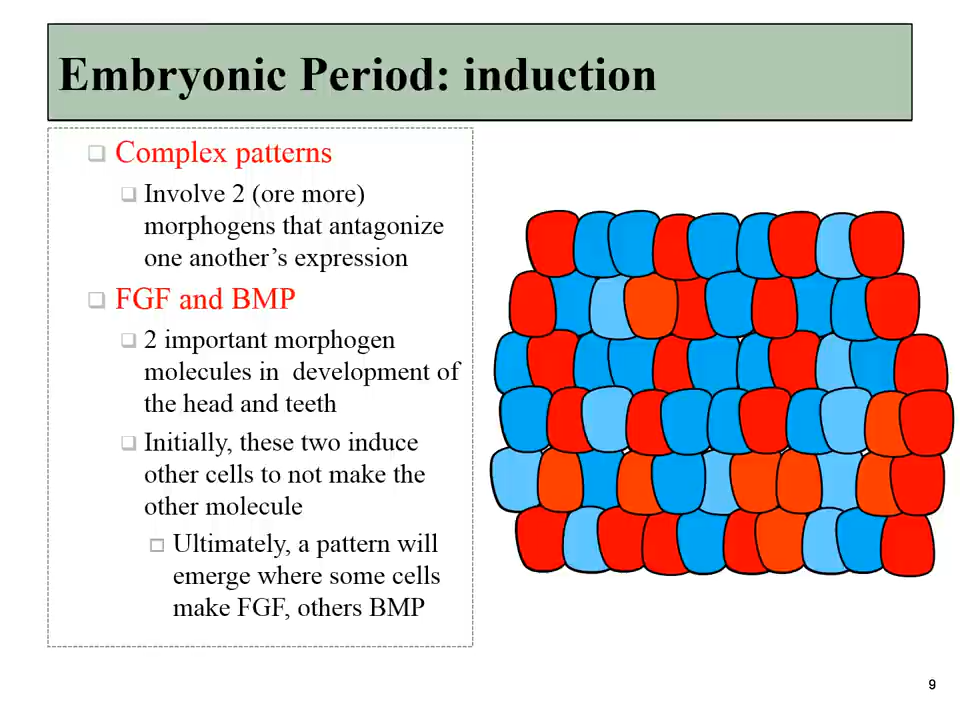 Embryonic Period: induction
Complex patterns
Involve 2 (ore more)
morphogens that antagonize
one another’s expression
FGF and BMP
2 important morphogen
molecules in development of
the head and teeth
Initially, these two induce
other cells to not make the
other molecule
Ultimately, a pattern will
emerge where some cells
make FGF, others BMP
9